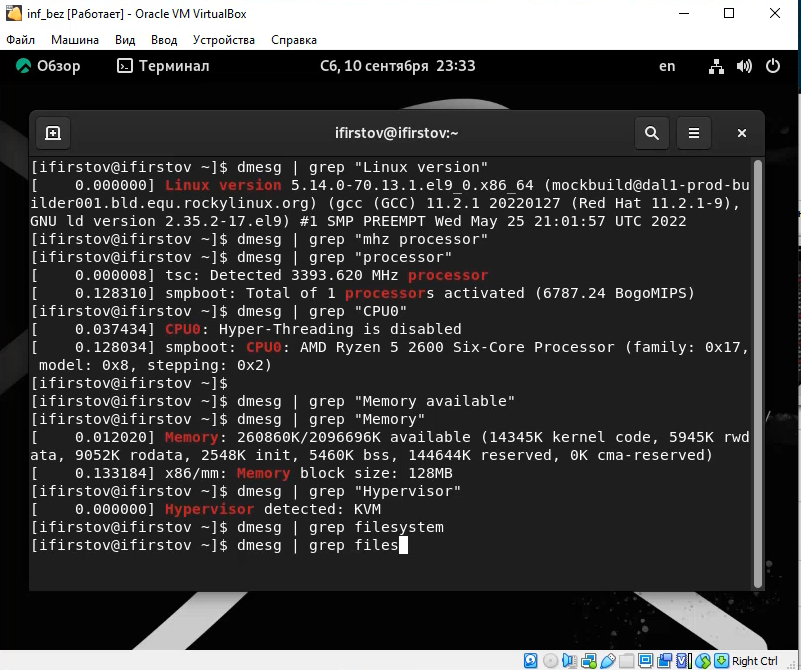 inf_bez [Работает] - Oracle VM VirtualBox
Файл Машина Вид Ввод Устройства Справка
Обзор Терминал Сб, 10 сентября 23:33 en
ifirstov@ifirstov:~
[ifirstov@ifirstov ~]$ dmesg | grep "Linux version"
[    0.000000] Linux version 5.14.0-70.13.1.el9_0.x86_64 (mockbuild@dal1-prod-bu
ilder001.bld.equ.rockylinux.org) (gcc (GCC) 11.2.1 20220127 (Red Hat 11.2.1-9),
GNU ld version 2.35.2-17.el9) #1 SMP PREEMPT Wed May 25 21:01:57 UTC 2022
[ifirstov@ifirstov ~]$ dmesg | grep "mhz processor"
[ifirstov@ifirstov ~]$ dmesg | grep "processor"
[    0.000008] tsc: Detected 3393.620 MHz processor
[    0.128310] smpboot: Total of 1 processors activated (6787.24 BogoMIPS)
[ifirstov@ifirstov ~]$ dmesg | grep "CPU0"
[    0.037434] CPU0: Hyper-Threading is disabled
[    0.128034] smpboot: CPU0: AMD Ryzen 5 2600 Six-Core Processor (family: 0x17,
 model: 0x8, stepping: 0x2)
[ifirstov@ifirstov ~]$
[ifirstov@ifirstov ~]$ dmesg | grep "Memory available"
[ifirstov@ifirstov ~]$ dmesg | grep "Memory"
[    0.012020] Memory: 260860K/2096696K available (14345K kernel code, 5945K rwd
ata, 9052K rodata, 2548K init, 5460K bss, 144644K reserved, 0K cma-reserved)
[    0.133184] x86/mm: Memory block size: 128MB
[ifirstov@ifirstov ~]$ dmesg | grep "Hypervisor"
[    0.000000] Hypervisor detected: KVM
[ifirstov@ifirstov ~]$ dmesg | grep filesystem
[ifirstov@ifirstov ~]$ dmesg | grep files
Right Ctrl